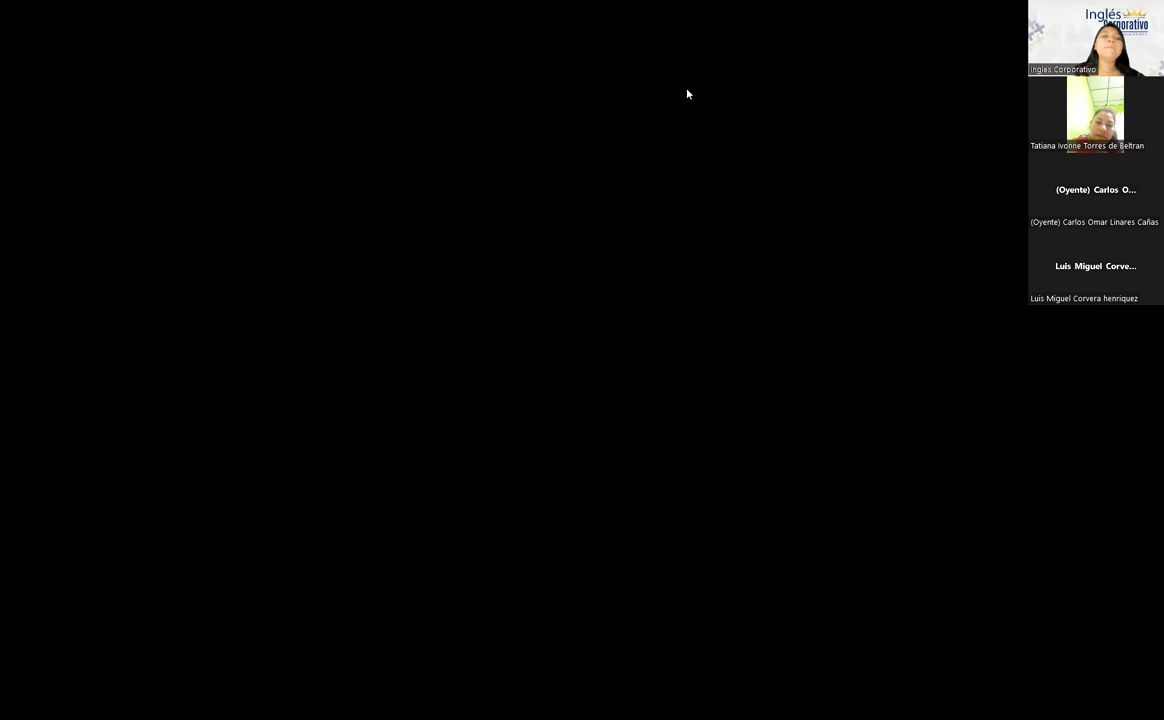 Inglés
Corporativo
Ingles Corporativo
Tatiana Ivonne Torres de Beltran
(Oyente) Carlos O...
(Oyente) Carlos Omar Linares Cañas
Luis Miguel Corve...
Luis Miguel Corvera henriquez